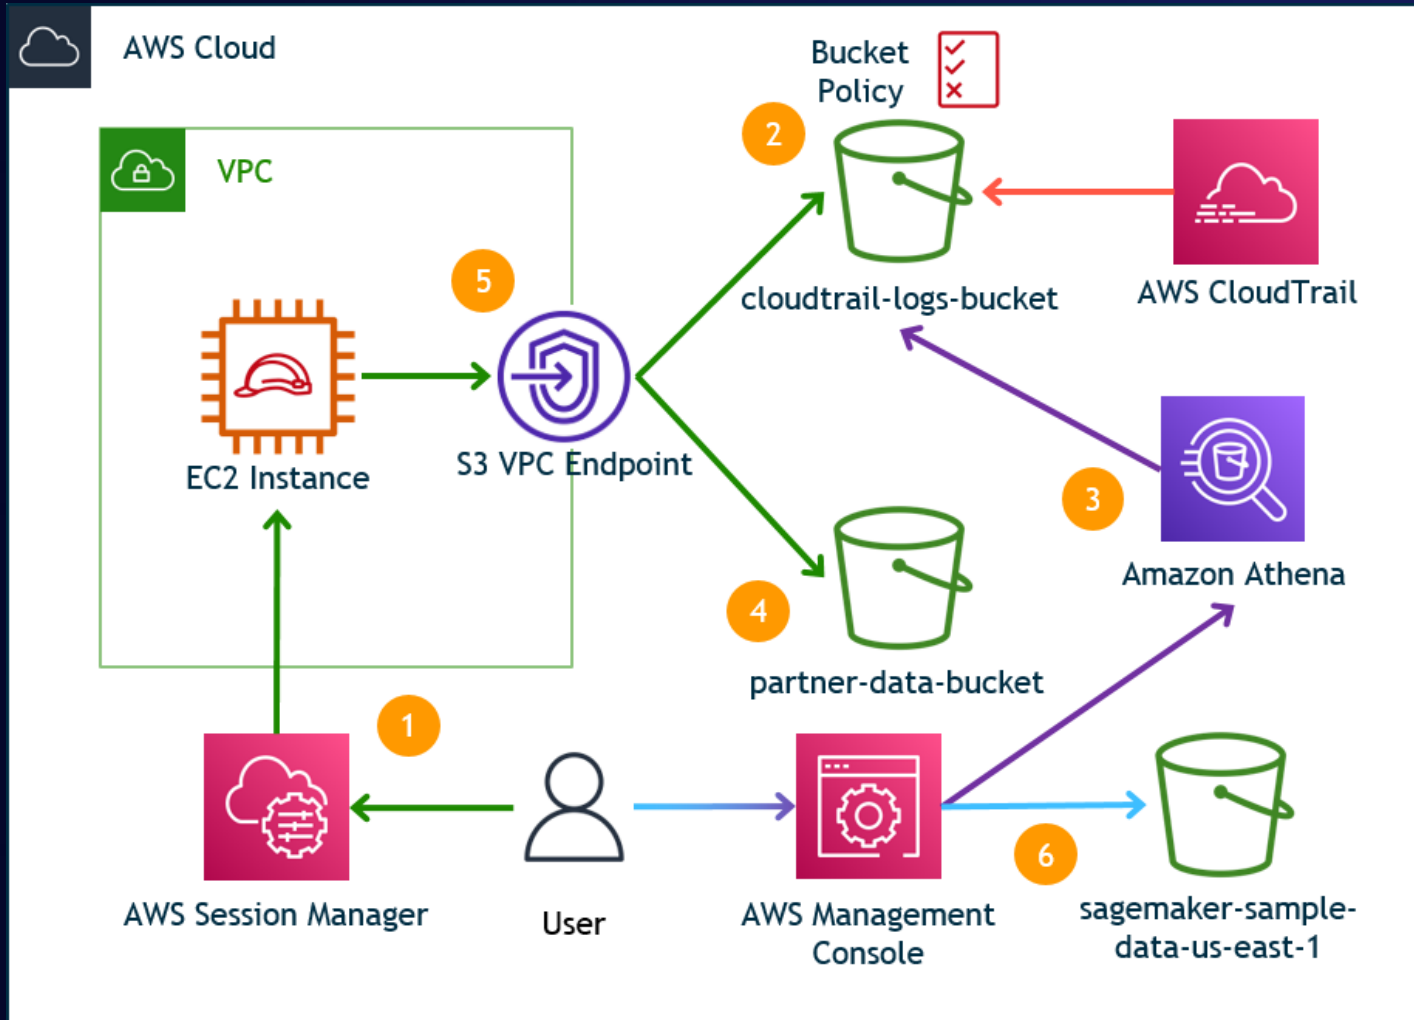 AWS Cloud
Bucket
Policy
2
VPC
5
cloudtrail-logs-bucket
AWS CloudTrail
EC2 Instance
S3 VPC Endpoint
3
Amazon Athena
4
partner-data-bucket
1
6
AWS Session Manager
User
AWS Management
Console
sagemaker-sample-
data-us-east-1